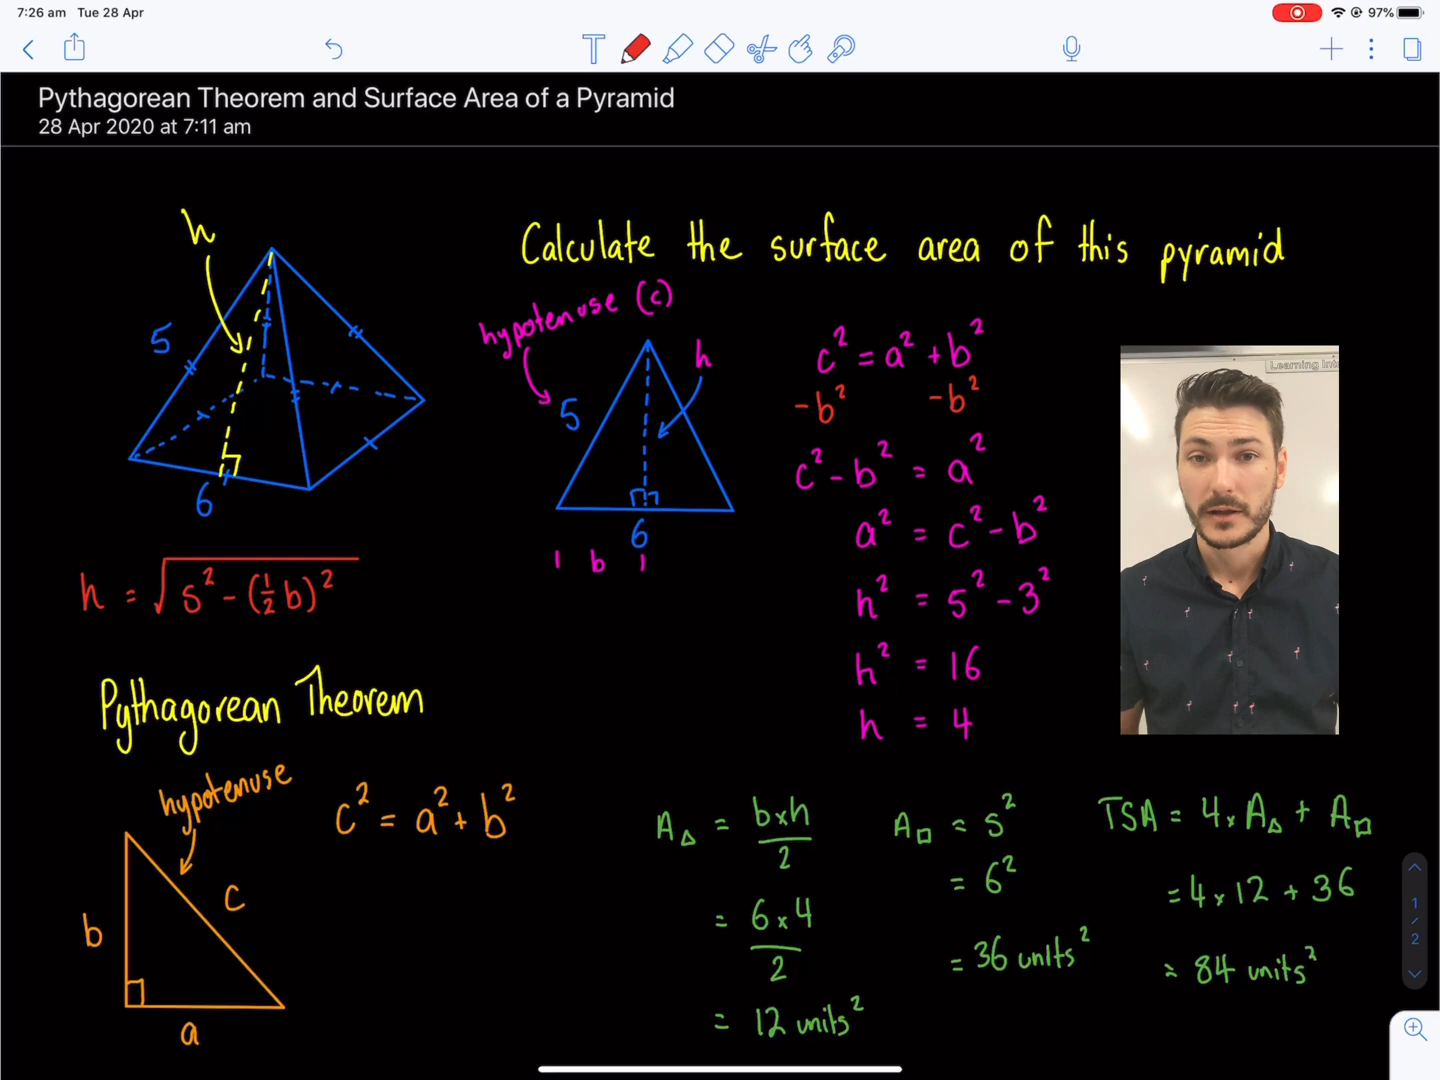 7:26 am Tue 28 Apr
97%
T
Pythagorean Theorem and Surface Area of a Pyramid
28 Apr 2020 at 7:11 am
Calculate the surface area of this pyramid
h
5
6
hypotenuse (c)
h
5
6
b
c² = a² + b²
-b² -b²
c² - b² = a²
a² = c² - b²
h² = 5² - 3²
h² = 16
h = 4
h = √s² - (½b)²
Pythagorean Theorem
hypotenuse
c² = a² + b²
b
c
a
A△ = b×h/2
= 6×4/2
= 12 units²
A□ = s²
= 6²
= 36 units²
TSA = 4×A△ + A□
= 4×12 + 36
= 84 units²
Learning Int
1
/
2